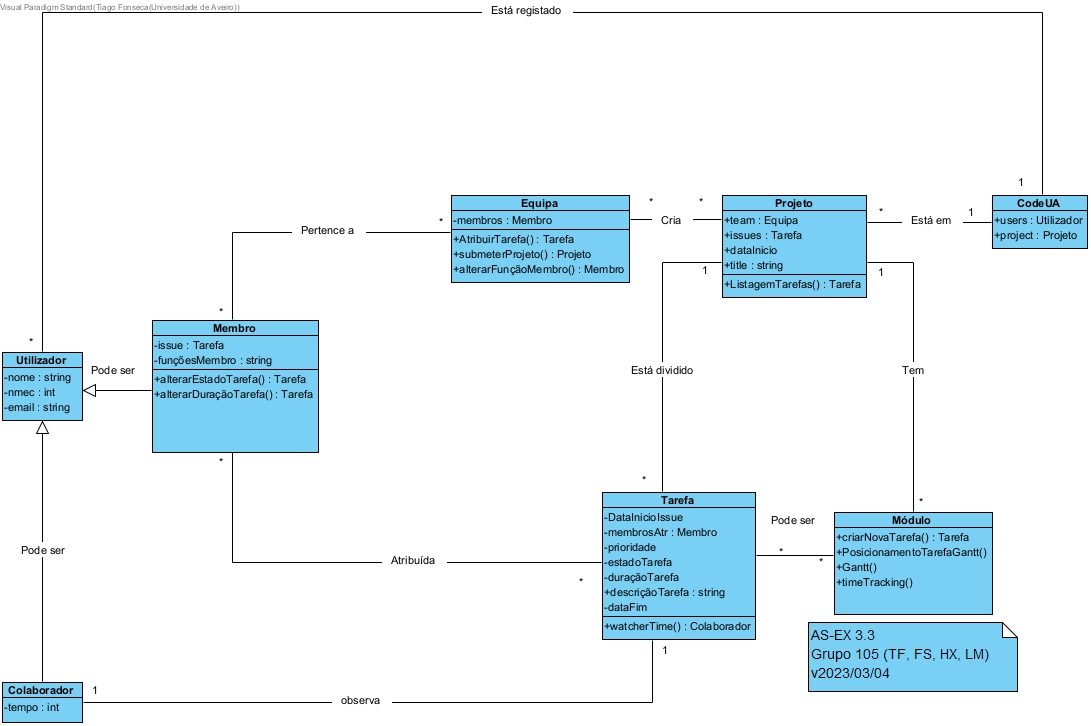 Visual Paradigm Standard(Tiago Fonseca(Universidade de Aveiro))
Está registado
*
1
1
*
Equipa
-membros : Membro
+AtribuirTarefa() : Tarefa
+submeterProjeto() : Projeto
+alterarFunçãoMembro() : Membro
*
Cria
*
Projeto
+team : Equipa
+issues : Tarefa
+dataInicio
+title : string
+ListagemTarefas() : Tarefa
*
Está em
CodeUA
+users : Utilizador
+project : Projeto
Pertence a
*
1
1
*
Membro
-issue : Tarefa
-funçõesMembro : string
+alterarEstadoTarefa() : Tarefa
+alterarDuraçãoTarefa() : Tarefa
Utilizador
-nome : string
-nmec : int
-email : string
Pode ser
Está dividido
Tem
*
*
*
Tarefa
-DataInicioIssue
-membrosAtr : Membro
-prioridade
-estadoTarefa
-duraçãoTarefa
+descriçãoTarefa : string
-dataFim
+watcherTime() : Colaborador
Pode ser
*
*
Módulo
+criarNovaTarefa() : Tarefa
+PosicionamentoTarefaGantt()
+Gantt()
+timeTracking()
Pode ser
Atribuída
*
AS-EX 3.3
Grupo 105 (TF, FS, HX, LM)
v2023/03/04
1
Colaborador
-tempo : int
1
observa